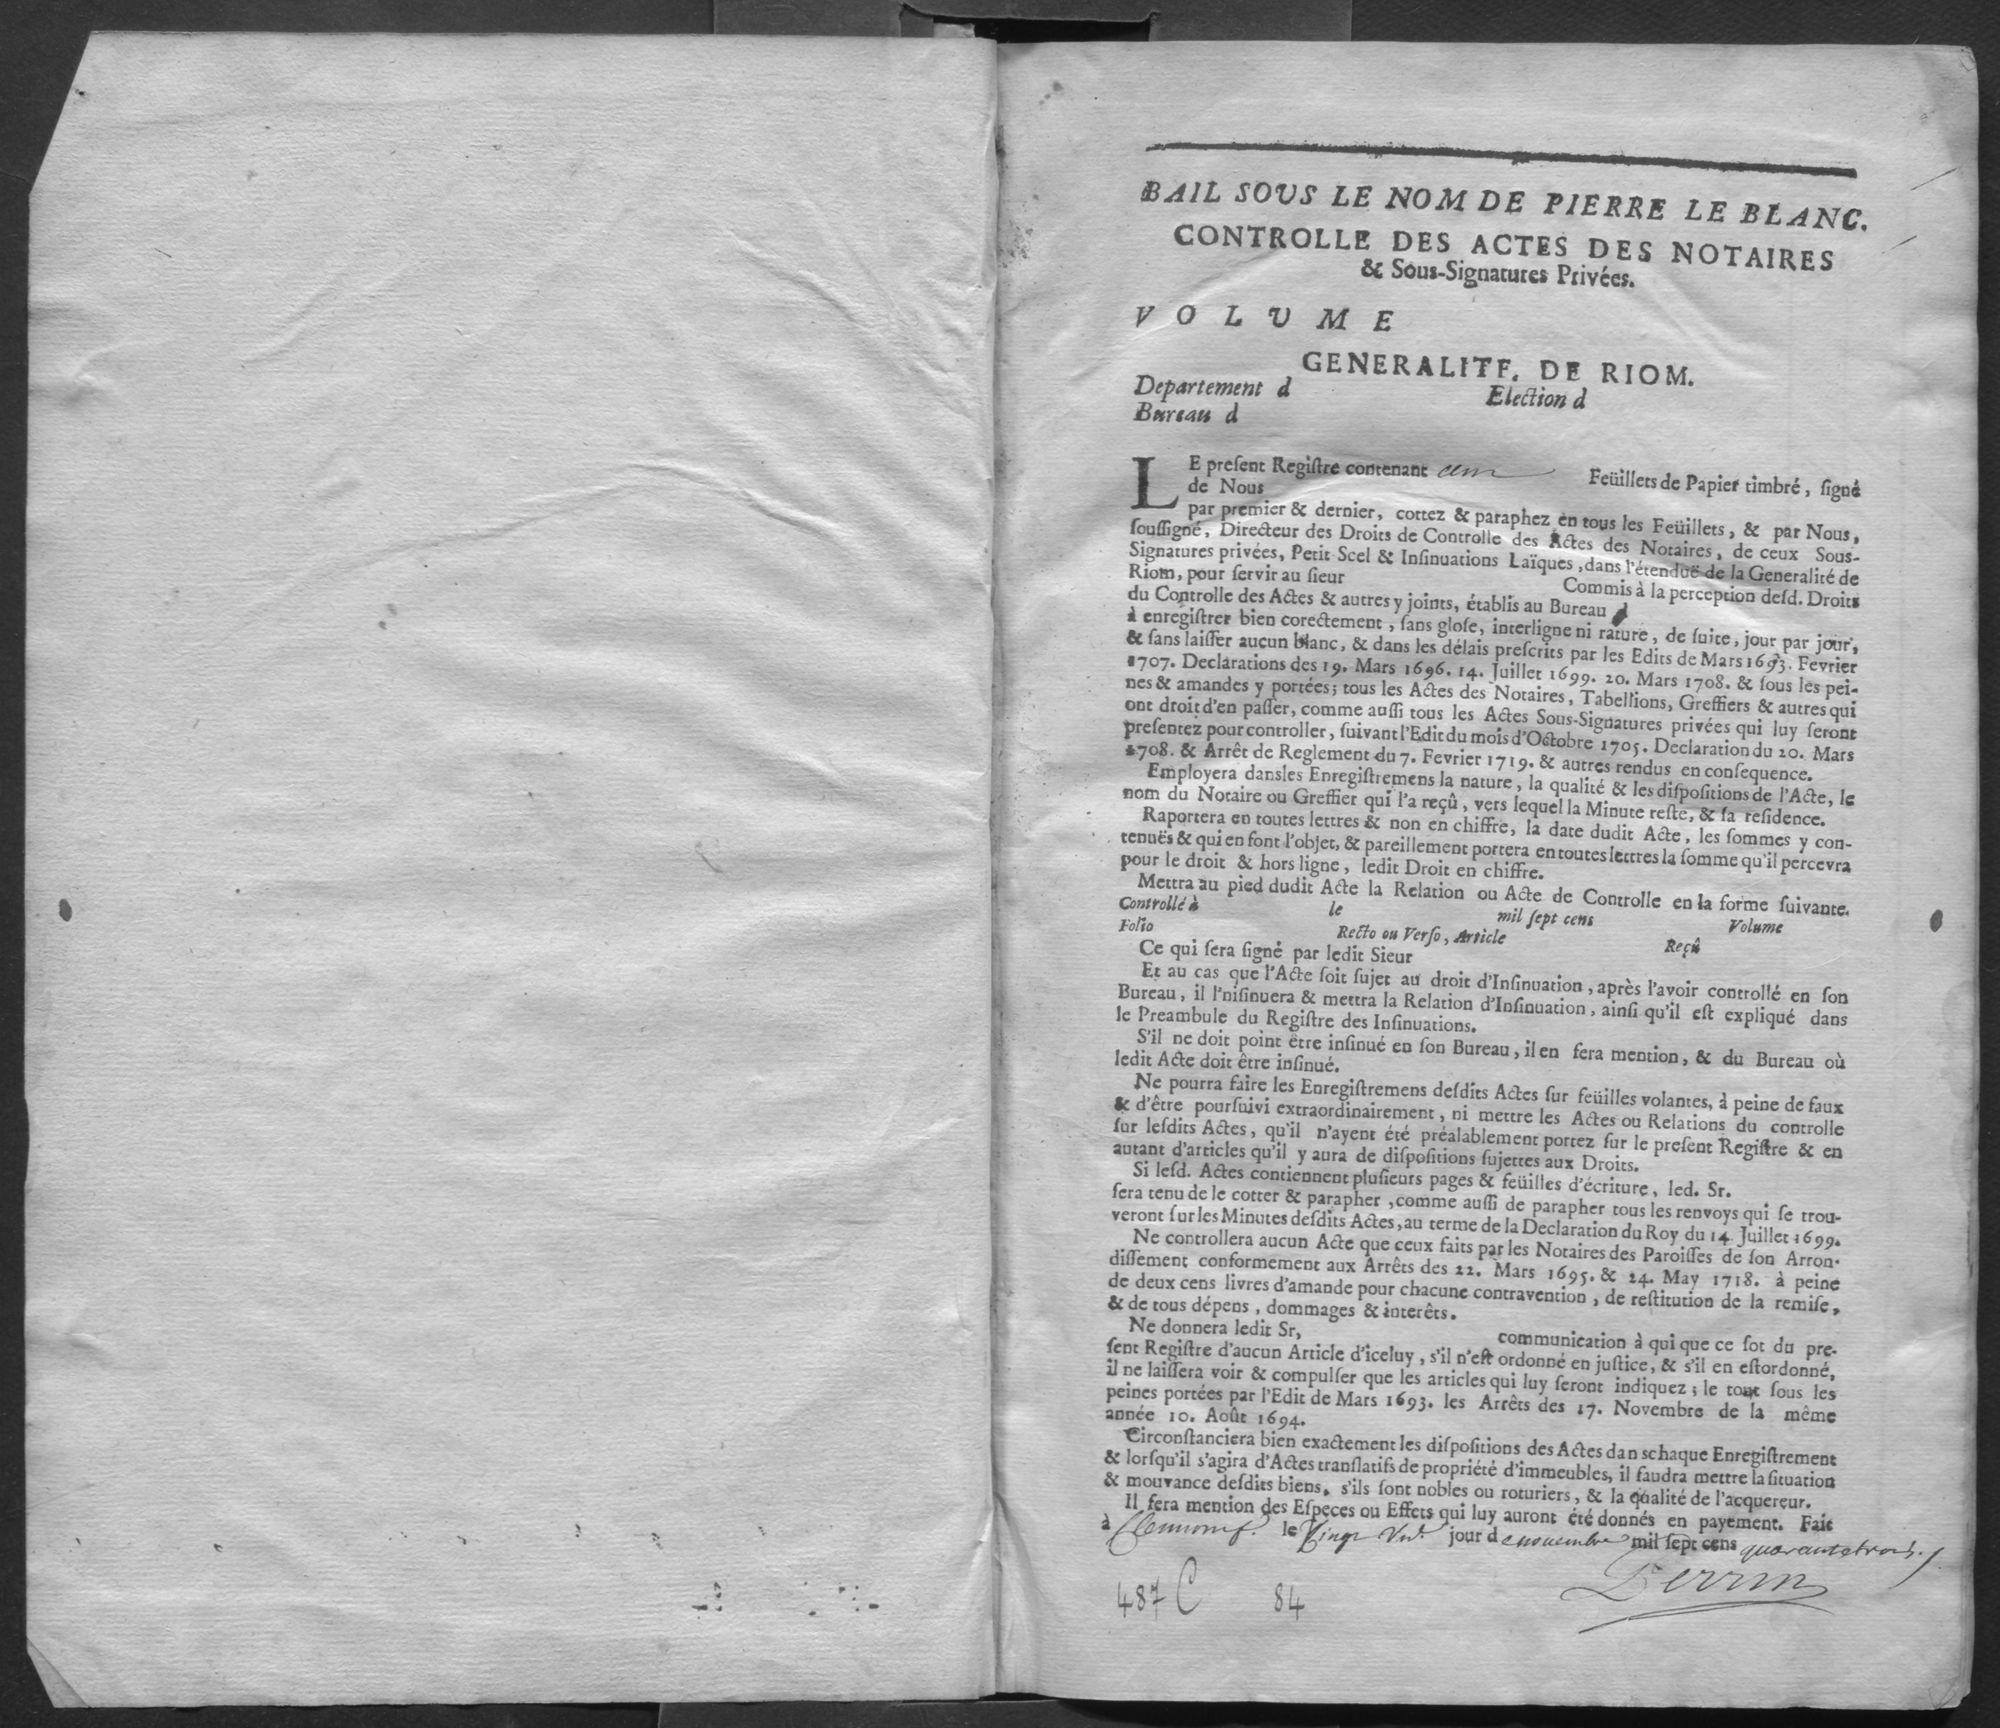 BAIL SOUS LE NOM DE PIERRE LE BLANC.
CONTROLLE DES ACTES DES NOTAIRES
& Sous-Signatures Privées.
VOLUME
GENERALITE. DE RIOM.
Departement d Election d
Bureau d
LE preſent Regiſtre contenant cent Feüillets de Papier timbré, ſigné
de Nous
par premier & dernier, cottez & paraphez en tous les Feüillets, & par Nous,
ſouſſigné, Directeur des Droits de Controlle des Actes des Notaires, de ceux Sous-
Signatures privées, Petit Scel & Inſinuations Laïques, dans l'étenduë de la Generalité de
Riom, pour ſervir au ſieur Commis à la perception deſd. Droits
du Controlle des Actes & autres y joints, établis au Bureau d
à enregiſtrer bien corectement, ſans gloſe, interligne ni rature, de ſuite, jour par jour,
& ſans laiſſer aucun blanc, & dans les délais preſcrits par les Edits de Mars 1693. Fevrier
1707. Declarations des 19. Mars 1696. 14. Juillet 1699. 20. Mars 1708. & ſous les pei-
nes & amandes y portées; tous les Actes des Notaires, Tabellions, Greffiers & autres qui
ont droit d'en paſſer, comme auſſi tous les Actes Sous-Signatures privées qui luy ſeront
preſentez pour controller, ſuivant l'Edit du mois d'Octobre 1705. Declaration du 20. Mars
1708. & Arrêt de Reglement du 7. Fevrier 1719. & autres rendus en conſequence.
Employera dansles Enregiſtremens la nature, la qualité & les diſpoſitions de l'Acte, le
nom du Notaire ou Greffier qui l'a reçû, vers lequel la Minute reſte, & ſa reſidence.
Raportera en toutes lettres & non en chiffre, la date dudit Acte, les ſommes y con-
tenuës & qui en font l'objet, & pareillement portera en toutes lettres la ſomme qu'il percevra
pour le droit & hors ligne, ledit Droit en chiffre.
Mettra au pied dudit Acte la Relation ou Acte de Controlle en la forme ſuivante.
Controllé à le mil ſept cens Volume
Folio Recto ou Verſo, Article Reçû
Ce qui ſera ſigné par ledit Sieur
Et au cas que l'Acte ſoit ſujet au droit d'Inſinuation, après l'avoir controllé en ſon
Bureau, il l'niſinuera & mettra la Relation d'Inſinuation, ainſi qu'il eſt expliqué dans
le Preambule du Regiſtre des Inſinuations.
S'il ne doit point être inſinué en ſon Bureau, il en fera mention, & du Bureau où
ledit Acte doit être inſinué.
Ne pourra faire les Enregiſtremens deſdits Actes ſur feüilles volantes, à peine de faux
& d'être pourſuivi extraordinairement, ni mettre les Actes ou Relations du controlle
ſur leſdits Actes, qu'il n'ayent été préalablement portez ſur le preſent Regiſtre & en
autant d'articles qu'il y aura de diſpoſitions ſujettes aux Droits.
Si leſd. Actes contiennent pluſieurs pages & feüilles d'écriture, led. Sr.
ſera tenu de le cotter & parapher, comme auſſi de parapher tous les renvoys qui ſe trou-
veront ſur les Minutes deſdits Actes, au terme de la Declaration du Roy du 14. Juillet 1699.
Ne controllera aucun Acte que ceux faits par les Notaires des Paroiſſes de ſon Arron-
diſſement conformement aux Arrêts des 22. Mars 1695. & 24. May 1718. à peine
de deux cens livres d'amande pour chacune contravention, de reſtitution de la remiſe,
& de tous dépens, dommages & interêts.
Ne donnera ledit Sr, communication à qui que ce ſot du pre-
ſent Regiſtre d'aucun Article d'iceluy, s'il n'eſt ordonné en juſtice, & s'il en eſtordonné,
il ne laiſſera voir & compulſer que les articles qui luy ſeront indiquez; le tout ſous les
peines portées par l'Edit de Mars 1693. les Arrêts des 17. Novembre de la même
année 10. Août 1694.
Circonſtanciera bien exactement les diſpoſitions des Actes dan schaque Enregiſtrement
& lorſqu'il s'agira d'Actes tranſlatifs de propriété d'immeubles, il faudra mettre la ſituation
& mouvance deſdits biens, s'ils ſont nobles ou roturiers, & la qualité de l'acquereur.
Il fera mention des Eſpeces ou Effets qui luy auront été donnés en payement. Fait
à Clermont f. le Vingt Un. jour de novembre mil ſept cens quarante trois.
Perrin
487 C 84